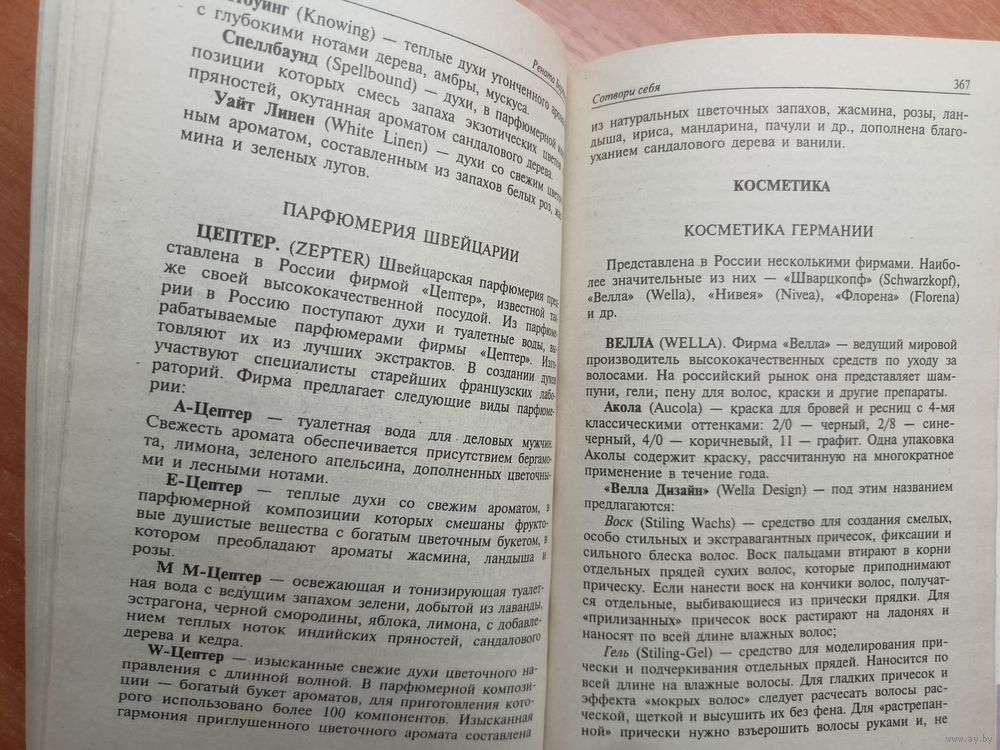 Рената
(Knowing) — теплые духи утонченного
с глубокими нотами дерева, амбры, мускуса.
Спеллбаунд (Spellbound) — духи, в парфюмерной
позиции которых смесь запаха экзотических цветов
пряностей, окутанная ароматом сандалового дерева.
Уайт Линен (White Linen) — духи со свежим
ным ароматом, составленным из запахов белых роз,
мина и зеленых лугов.
ПАРФЮМЕРИЯ ШВЕЙЦАРИИ
ЦЕПТЕР. (ZEPTER) Швейцарская парфюмерия пред-
ставлена в России фирмой «Цептер», известной так-
же своей высококачественной посудой. Из парфюме-
рии в Россию поступают духи и туалетные воды, вы-
рабатываемые парфюмерами фирмы «Цептер». Изго-
товляют их из лучших экстрактов. В создании духов
участвуют специалисты старейших французских лабо-
раторий. Фирма предлагает следующие виды парфюме-
рии:
А-Цептер — туалетная вода для деловых мужчин.
Свежесть аромата обеспечивается присутствием бергамо-
та, лимона, зеленого апельсина, дополненных цветочны-
ми и лесными нотами.
Е-Цептер — теплые духи со свежим ароматом, в
парфюмерной композиции которых смешаны фрукто-
вые душистые вещества с богатым цветочным букетом, в
котором преобладают ароматы жасмина, ландыша и
розы.
М М-Цептер — освежающая и тонизирующая туалет-
ная вода с ведущим запахом зелени, добытой из лаванды,
эстрагона, черной смородины, яблока, лимона, с добавле-
нием теплых ноток индийских пряностей, сандалового
дерева и кедра.
W-Цептер — изысканные свежие духи цветочного на-
правления с длинной волной. В парфюмерной компози-
ции — богатый букет ароматов, для приготовления кото-
рого использовано более 100 компонентов. Изысканная
гармония приглушенного цветочного аромата составлена
Сотвори себя 367
из натуральных цветочных запахов, жасмина, розы, лан-
дыша, ириса, мандарина, пачули и др., дополнена благо-
уханием сандалового дерева и ванили.
КОСМЕТИКА
КОСМЕТИКА ГЕРМАНИИ
Представлена в России несколькими фирмами. Наибо-
лее значительные из них — «Шварцкопф» (Schwarzkopf),
«Велла» (Wella), «Нивея» (Nivea), «Флорена» (Florena)
и др.
ВЕЛЛА (WELLA). Фирма «Велла» — ведущий мировой
производитель высококачественных средств по уходу за
волосами. На российский рынок она представляет шам-
пуни, гели, пену для волос, краски и другие препараты.
Акола (Aucola) — краска для бровей и ресниц с 4-мя
классическими оттенками: 2/0 — черный, 2/8 — сине-
черный, 4/0 — коричневый, 11 — графит. Одна упаковка
Аколы содержит краску, рассчитанную на многократное
применение в течение года.
«Велла Дизайн» (Wella Design) — под этим названием
предлагаются:
Воск (Stiling Wachs) — средство для создания смелых,
особо стильных и экстравагантных причесок, фиксации и
сильного блеска волос. Воск пальцами втирают в корни
отдельных прядей сухих волос, которые приподнимают
прическу. Если нанести воск на кончики волос, получат-
ся отдельные, выбивающиеся из прически прядки. Для
«прилизанных» причесок воск растирают на ладонях и
наносят по всей длине влажных волос;
Гель (Stiling-Gel) — средство для моделирования при-
чески и подчеркивания отдельных прядей. Наносится по
всей длине на влажные волосы. Для гладких причесок и
эффекта «мокрых волос» следует расчесать волосы рас-
ческой, щеткой и высушить их без фена. Для «растрепан-
ной» прически нужно взъерошить волосы руками и, не
www.ay.by